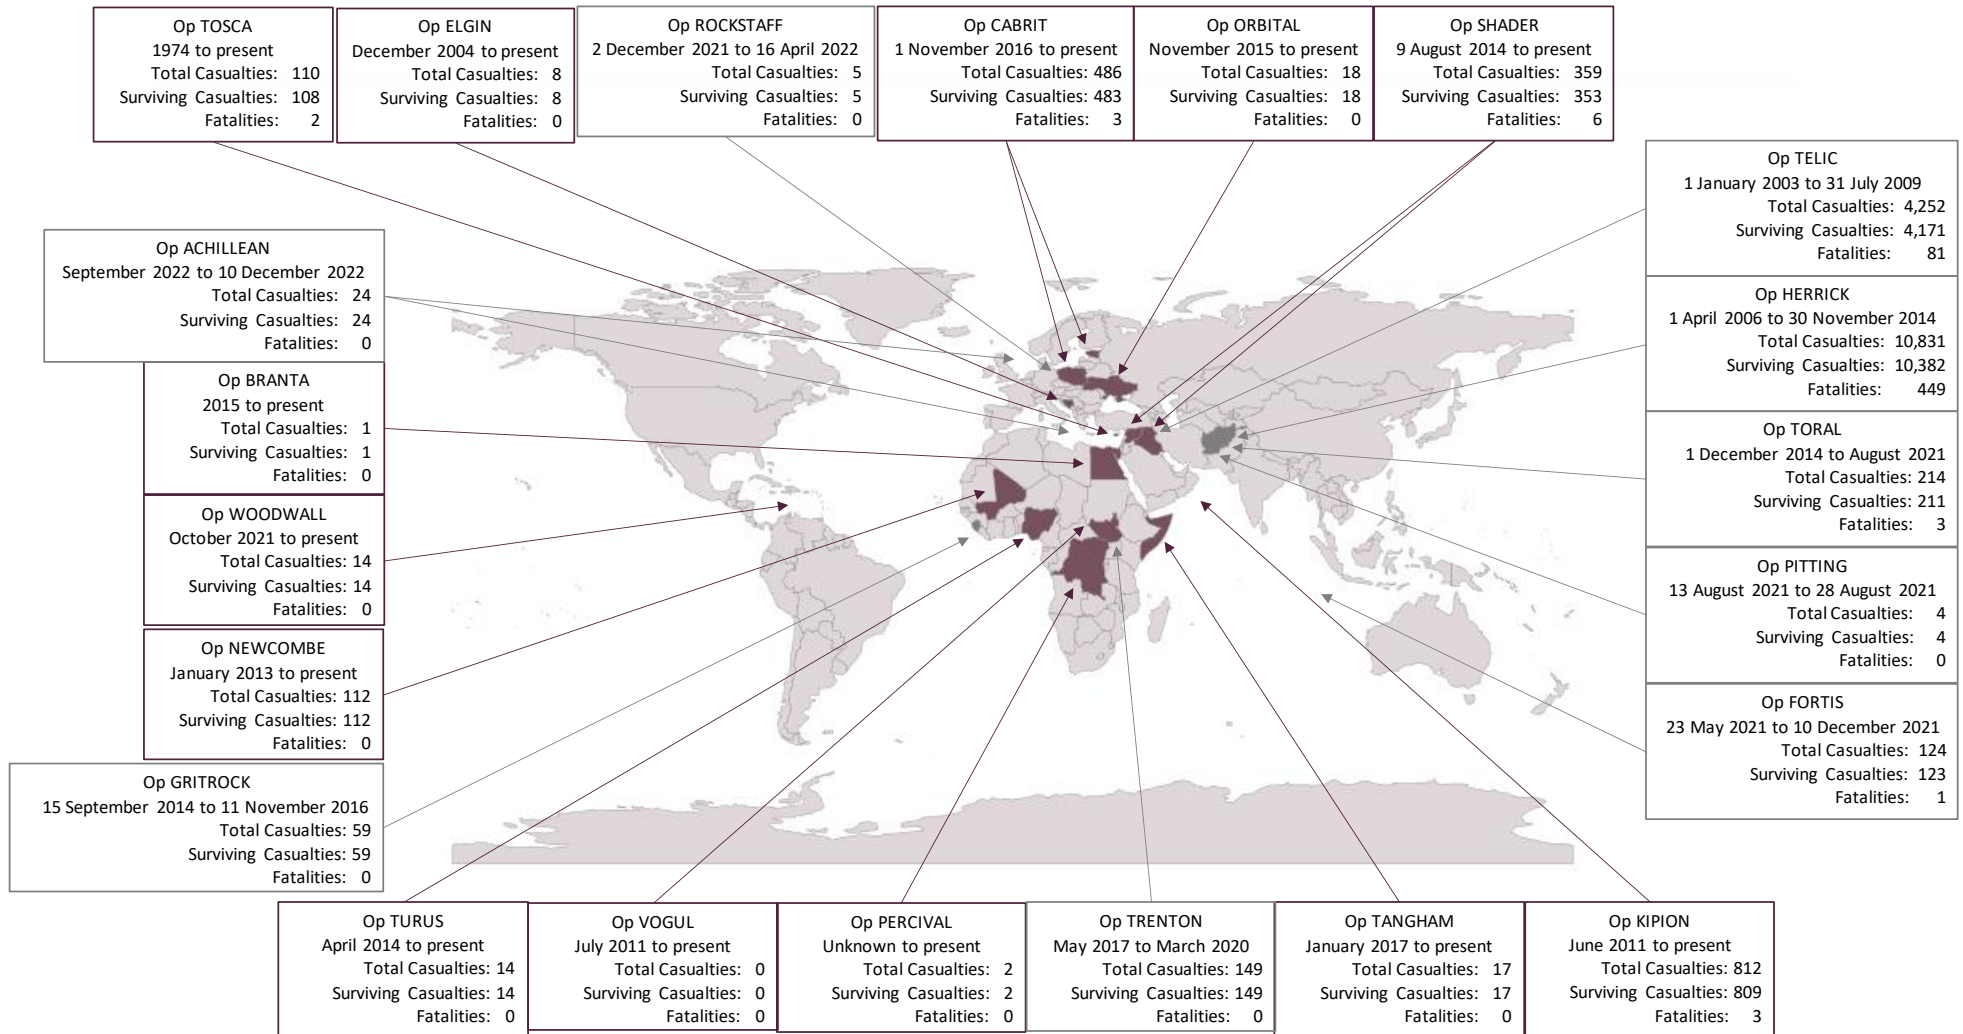 Op TOSCA
1974 to present
Total Casualties: 110
Surviving Casualties: 108
Fatalities: 2
Op ELGIN
December 2004 to present
Total Casualties: 8
Surviving Casualties: 8
Fatalities: 0
Op ROCKSTAFF
2 December 2021 to 16 April 2022
Total Casualties: 5
Surviving Casualties: 5
Fatalities: 0
Op CABRIT
1 November 2016 to present
Total Casualties: 486
Surviving Casualties: 483
Fatalities: 3
Op ORBITAL
November 2015 to present
Total Casualties: 18
Surviving Casualties: 18
Fatalities: 0
Op SHADER
9 August 2014 to present
Total Casualties: 359
Surviving Casualties: 353
Fatalities: 6
Op TELIC
1 January 2003 to 31 July 2009
Total Casualties: 4,252
Surviving Casualties: 4,171
Fatalities: 81
Op HERRICK
1 April 2006 to 30 November 2014
Total Casualties: 10,831
Surviving Casualties: 10,382
Fatalities: 449
Op TORAL
1 December 2014 to August 2021
Total Casualties: 214
Surviving Casualties: 211
Fatalities: 3
Op PITTING
13 August 2021 to 28 August 2021
Total Casualties: 4
Surviving Casualties: 4
Fatalities: 0
Op FORTIS
23 May 2021 to 10 December 2021
Total Casualties: 124
Surviving Casualties: 123
Fatalities: 1
Op ACHILLEAN
September 2022 to 10 December 2022
Total Casualties: 24
Surviving Casualties: 24
Fatalities: 0
Op BRANTA
2015 to present
Total Casualties: 1
Surviving Casualties: 1
Fatalities: 0
Op WOODWALL
October 2021 to present
Total Casualties: 14
Surviving Casualties: 14
Fatalities: 0
Op NEWCOMBE
January 2013 to present
Total Casualties: 112
Surviving Casualties: 112
Fatalities: 0
Op GRITROCK
15 September 2014 to 11 November 2016
Total Casualties: 59
Surviving Casualties: 59
Fatalities: 0
Op TURUS
April 2014 to present
Total Casualties: 14
Surviving Casualties: 14
Fatalities: 0
Op VOGUL
July 2011 to present
Total Casualties: 0
Surviving Casualties: 0
Fatalities: 0
Op PERCIVAL
Unknown to present
Total Casualties: 2
Surviving Casualties: 2
Fatalities: 0
Op TRENTON
May 2017 to March 2020
Total Casualties: 149
Surviving Casualties: 149
Fatalities: 0
Op TANGHAM
January 2017 to present
Total Casualties: 17
Surviving Casualties: 17
Fatalities: 0
Op KIPION
June 2011 to present
Total Casualties: 812
Surviving Casualties: 809
Fatalities: 3